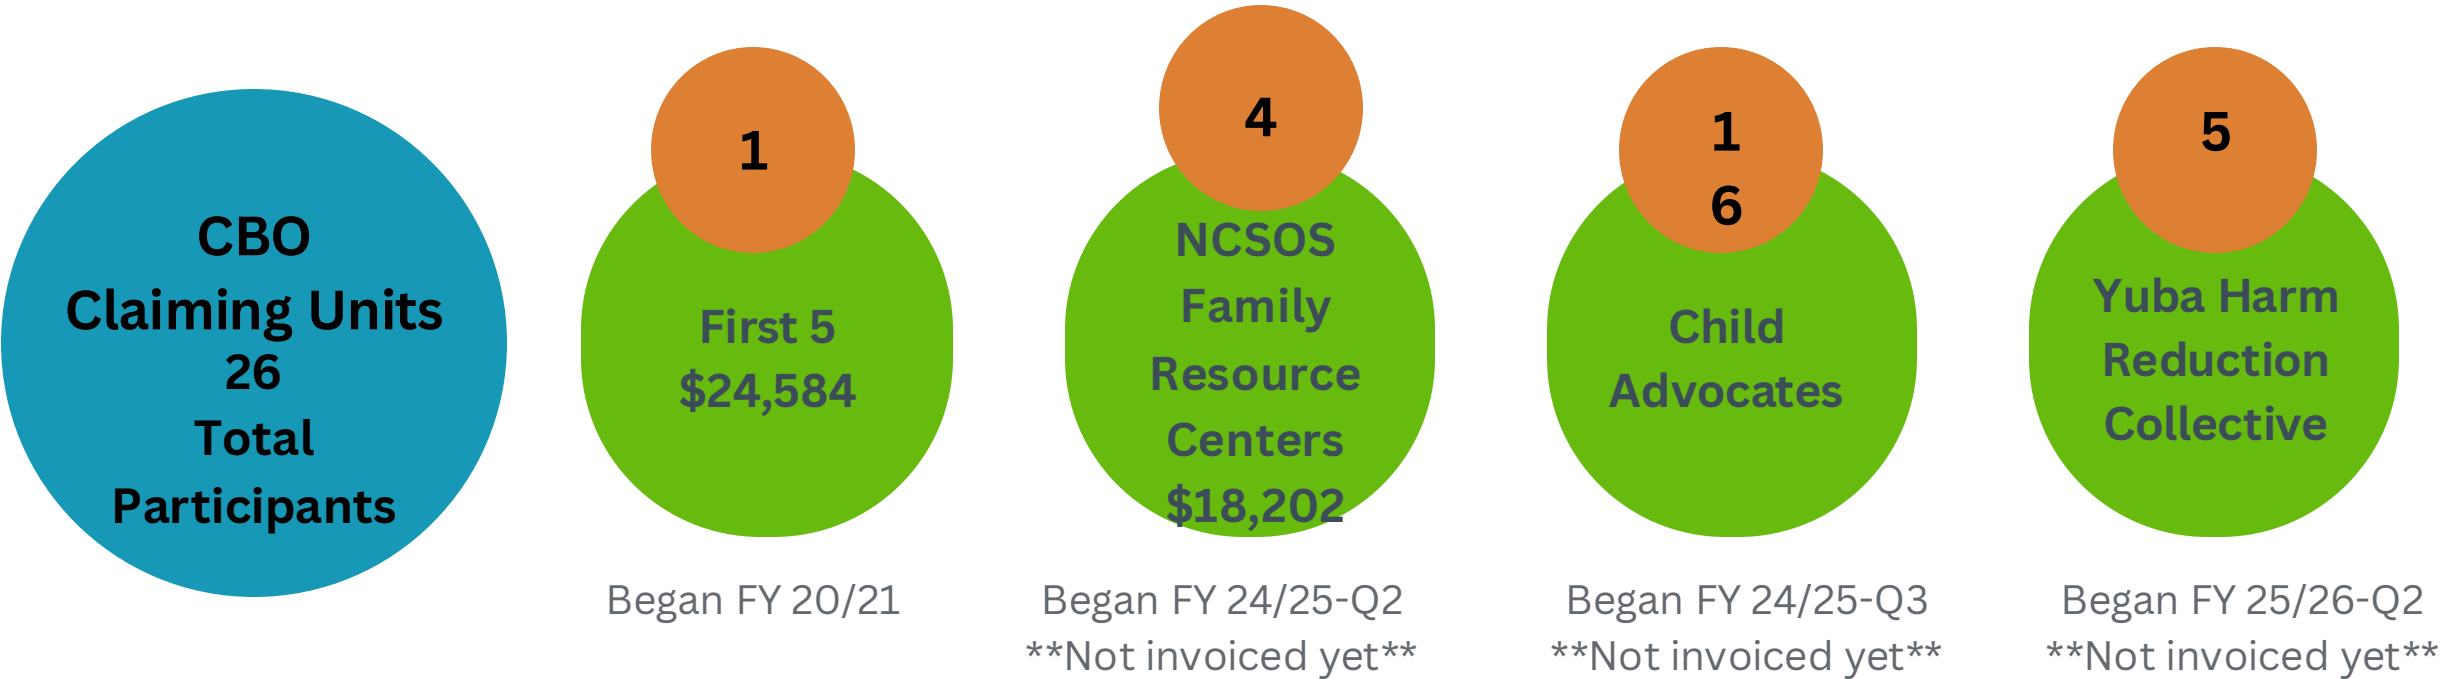 CBO
Claiming Units
26
Total
Participants
1
First 5
$24,584
Began FY 20/21
4
NCSOS
Family
Resource
Centers
$18,202
Began FY 24/25-Q2
**Not invoiced yet**
1
6
Child
Advocates
Began FY 24/25-Q3
**Not invoiced yet**
5
Yuba Harm
Reduction
Collective
Began FY 25/26-Q2
**Not invoiced yet**